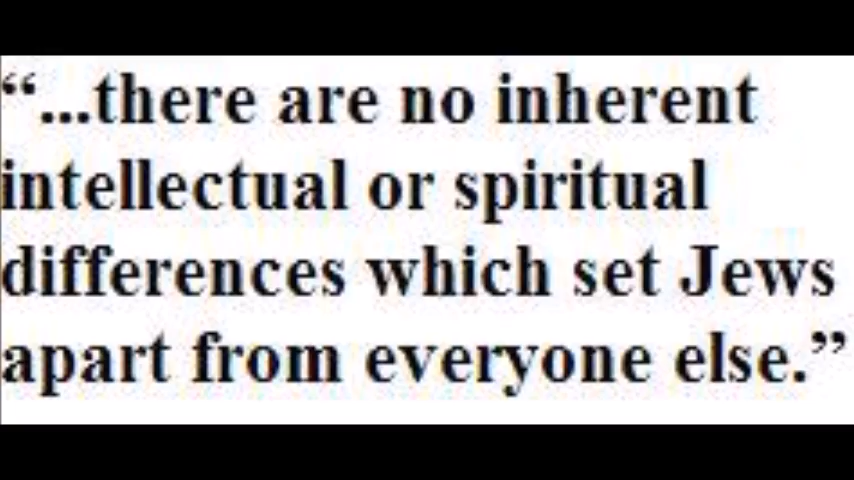 “...there are no inherent
intellectual or spiritual
differences which set Jews
apart from everyone else.”